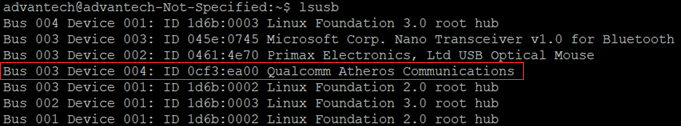 advantech@advantech-Not-Specified:~$ lsusb
Bus 004 Device 001: ID 1d6b:0003 Linux Foundation 3.0 root hub
Bus 003 Device 003: ID 045e:0745 Microsoft Corp. Nano Transceiver v1.0 for Bluetooth
Bus 003 Device 002: ID 0461:4e70 Primax Electronics, Ltd USB Optical Mouse
Bus 003 Device 004: ID 0cf3:ea00 Qualcomm Atheros Communications
Bus 003 Device 001: ID 1d6b:0002 Linux Foundation 2.0 root hub
Bus 002 Device 001: ID 1d6b:0003 Linux Foundation 3.0 root hub
Bus 001 Device 001: ID 1d6b:0002 Linux Foundation 2.0 root hub